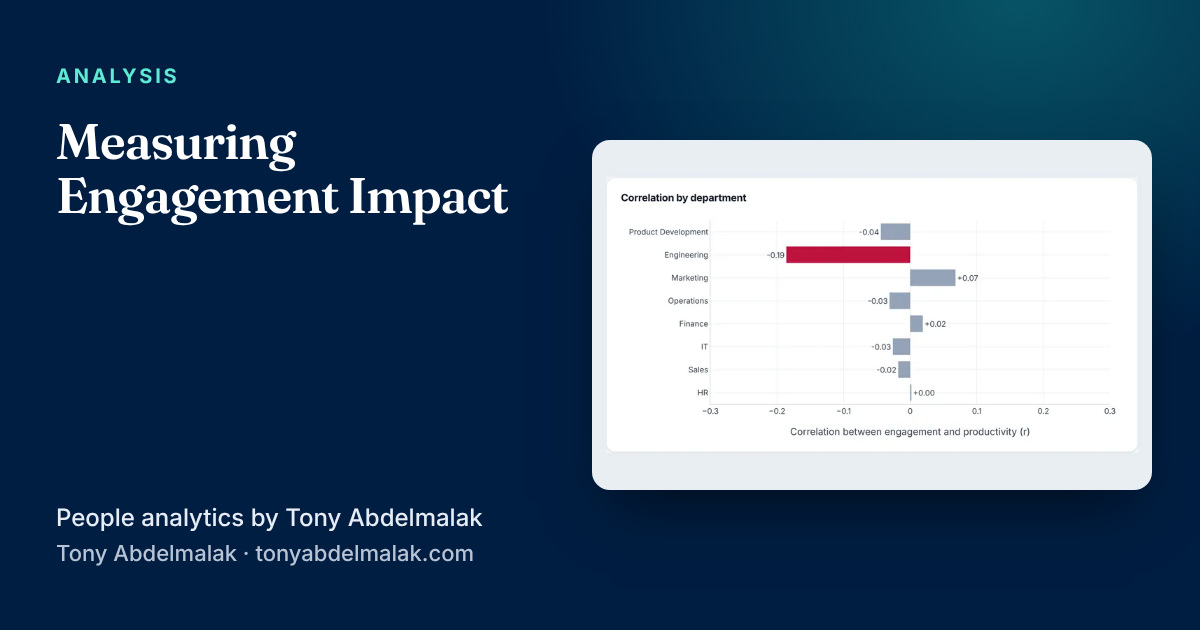 ANALYSIS
Measuring
Engagement Impact
Correlation by department
Product Development -0.04
Engineering -0.19
Marketing +0.07
Operations -0.03
Finance +0.02
IT -0.03
Sales -0.02
HR +0.00
−0.3 −0.2 −0.1 0 0.1 0.2 0.3
Correlation between engagement and productivity (r)
People analytics by Tony Abdelmalak
Tony Abdelmalak · tonyabdelmalak.com